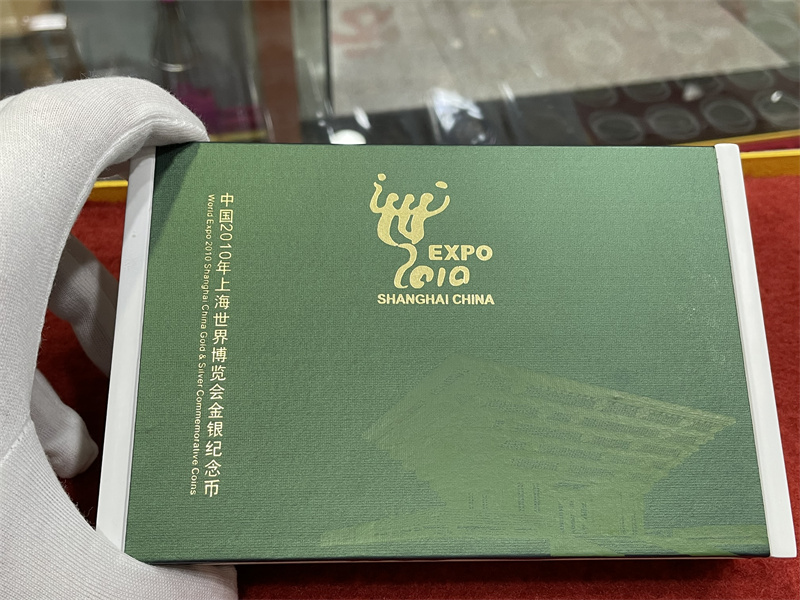 中国2010年上海世界博览会金银纪念币
World Expo 2010 Shanghai China Gold & Silver Commemorative Coins
EXPO
2010
SHANGHAI CHINA